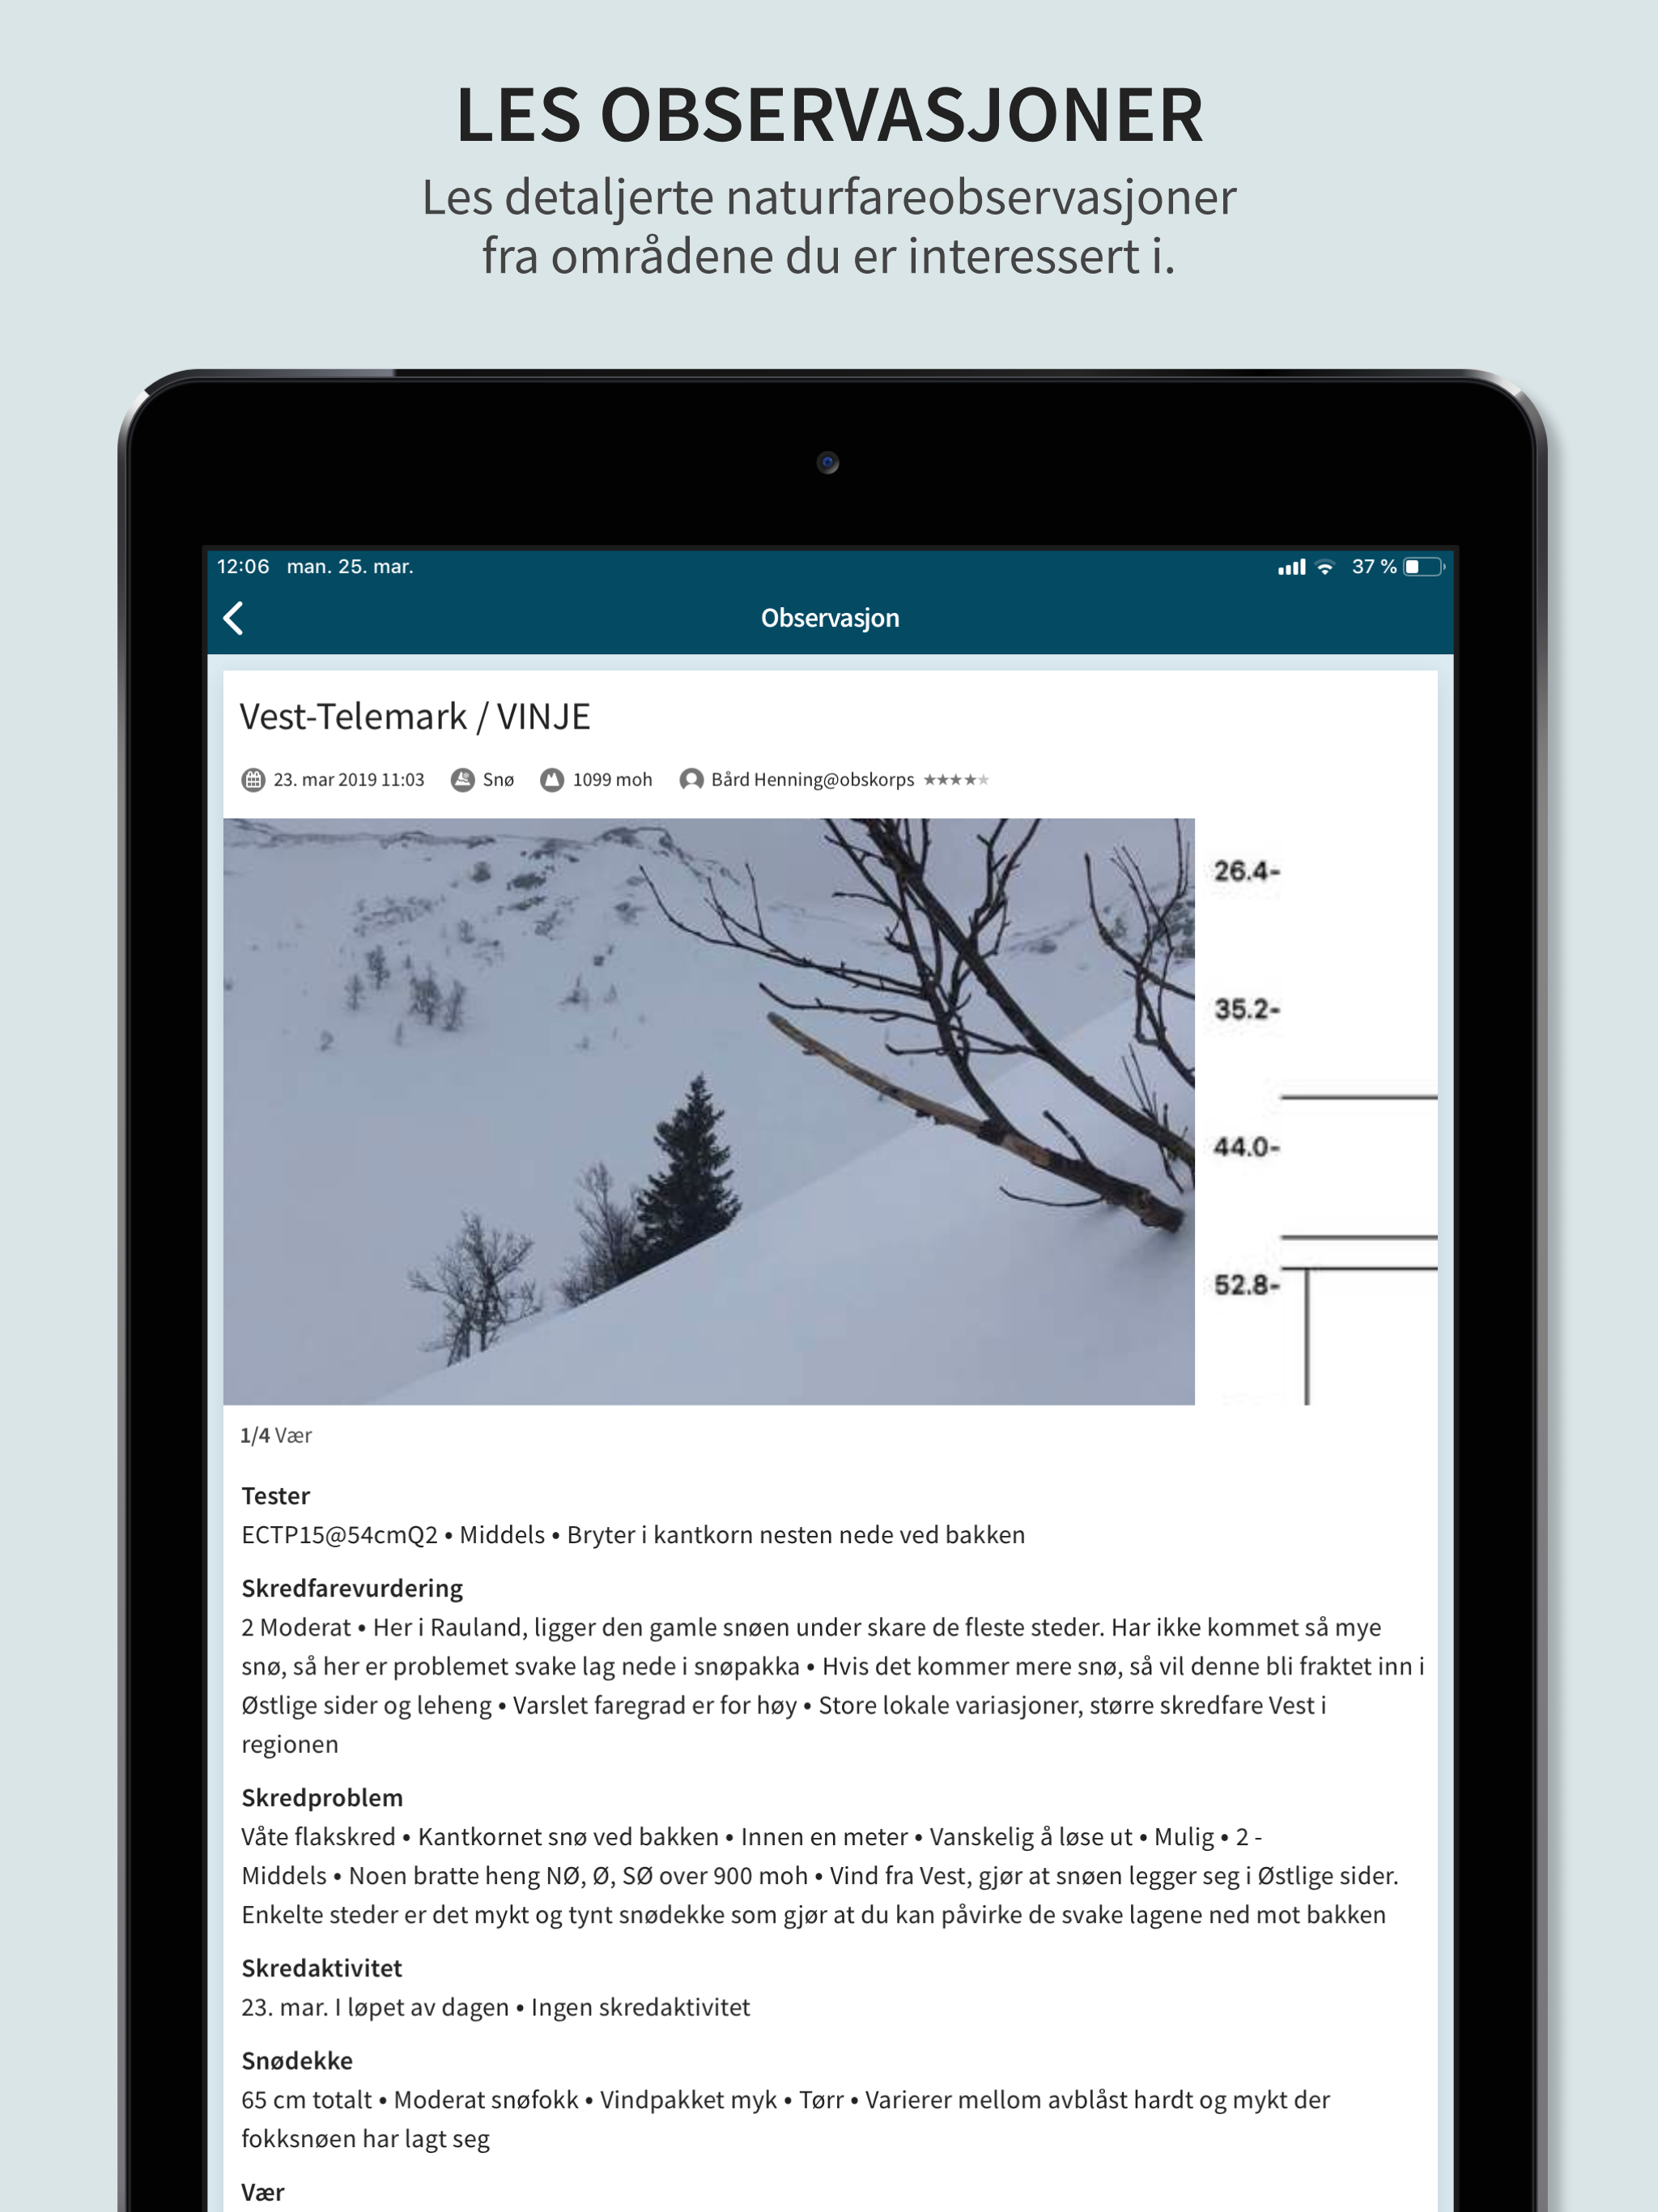 LES OBSERVASJONER
Les detaljerte naturfareobservasjoner
fra områdene du er interessert i.
12:06 man. 25. mar.
37 %
Observasjon
Vest-Telemark / VINJE
23. mar 2019 11:03 Snø 1099 moh Bård Henning@obskorps ★★★★★
26.4-
35.2-
44.0-
52.8-
1/4 Vær
Tester
ECTP15@54cmQ2 • Middels • Bryter i kantkorn nesten nede ved bakken
Skredfarevurdering
2 Moderat • Her i Rauland, ligger den gamle snøen under skare de fleste steder. Har ikke kommet så mye
snø, så her er problemet svake lag nede i snøpakka • Hvis det kommer mere snø, så vil denne bli fraktet inn i
Østlige sider og leheng • Varslet faregrad er for høy • Store lokale variasjoner, større skredfare Vest i
regionen
Skredproblem
Våte flakskred • Kantkornet snø ved bakken • Innen en meter • Vanskelig å løse ut • Mulig • 2 -
Middels • Noen bratte heng NØ, Ø, SØ over 900 moh • Vind fra Vest, gjør at snøen legger seg i Østlige sider.
Enkelte steder er det mykt og tynt snødekke som gjør at du kan påvirke de svake lagene ned mot bakken
Skredaktivitet
23. mar. I løpet av dagen • Ingen skredaktivitet
Snødekke
65 cm totalt • Moderat snøfokk • Vindpakket myk • Tørr • Varierer mellom avblåst hardt og mykt der
fokksnøen har lagt seg
Vær